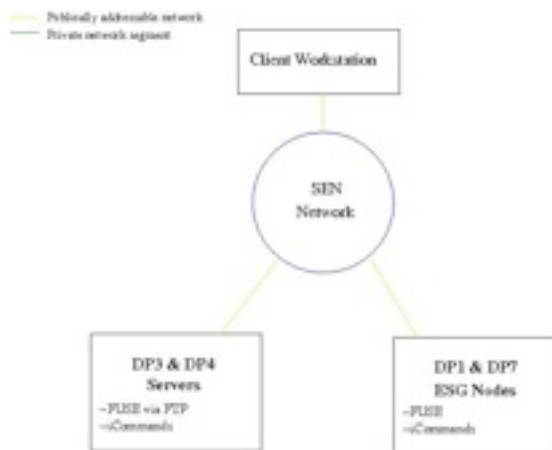 Publically addressable network
Private network segment
Client Workstation
SEN
Network
DP3 & DP4
Servers
-FUSE via FTP
-iCommands
DP1 & DP7
ESG Nodes
-FUSE
-iCommands